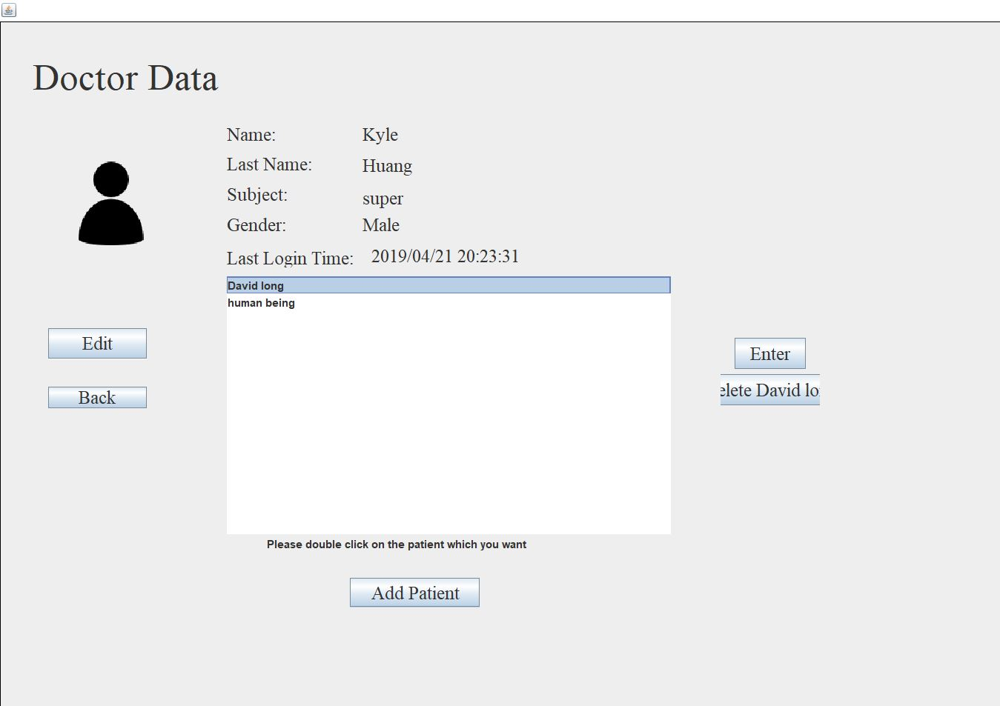 Doctor Data
Name: Kyle
Last Name: Huang
Subject: super
Gender: Male
Last Login Time: 2019/04/21 20:23:31
David long
human being
Edit
Enter
elete David lo
Back
Please double click on the patient which you want
Add Patient